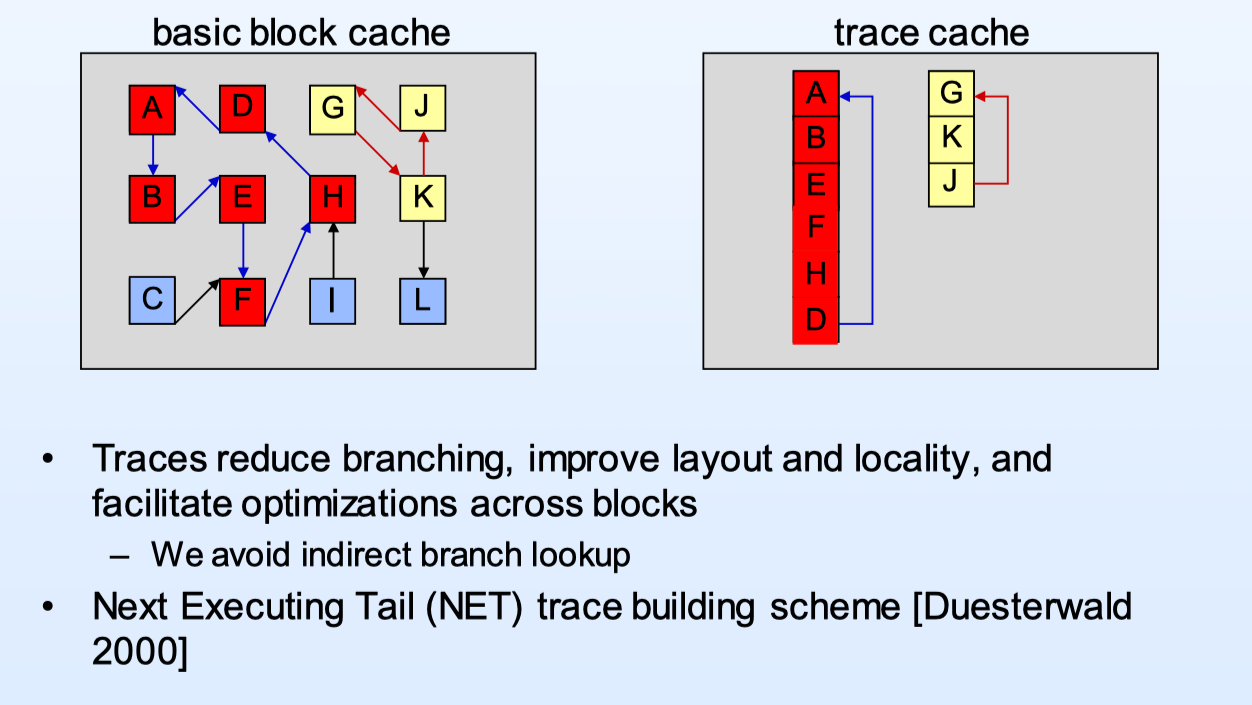 basic block cache
trace cache
A D G J
B E H K
C F I L
A
B
E
F
H
D
G
K
J
• Traces reduce branching, improve layout and locality, and
facilitate optimizations across blocks
– We avoid indirect branch lookup
• Next Executing Tail (NET) trace building scheme [Duesterwald
2000]